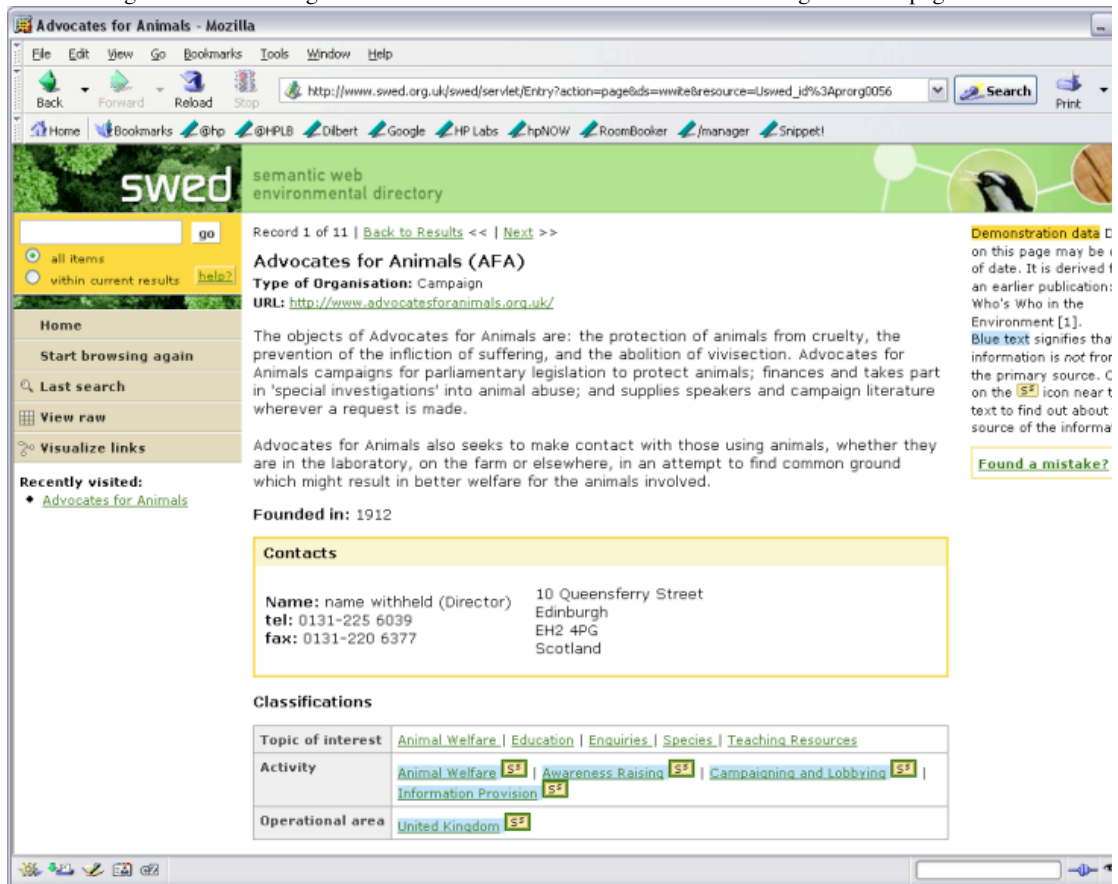 Advocates for Animals - Mozilla
File Edit View Go Bookmarks Tools Window Help
Back Forward Reload Stop http://www.swed.org.uk/swed/servlet/Entry?action=page&ds=wwite&resource=Uswed_id%3Aprorg0056 Search Print
Home Bookmarks @hp @HPLB Dilbert Google HP Labs hpNOW RoomBooker /manager Snippet!
swed
semantic web
environmental directory
go
all items
within current results help?
Home
Start browsing again
Last search
View raw
Visualize links
Recently visited:
Advocates for Animals
Record 1 of 11 | Back to Results << | Next >>
Advocates for Animals (AFA)
Type of Organisation: Campaign
URL: http://www.advocatesforanimals.org.uk/
The objects of Advocates for Animals are: the protection of animals from cruelty, the
prevention of the infliction of suffering, and the abolition of vivisection. Advocates for
Animals campaigns for parliamentary legislation to protect animals; finances and takes part
in 'special investigations' into animal abuse; and supplies speakers and campaign literature
wherever a request is made.
Advocates for Animals also seeks to make contact with those using animals, whether they
are in the laboratory, on the farm or elsewhere, in an attempt to find common ground
which might result in better welfare for the animals involved.
Founded in: 1912
Contacts
Name: name withheld (Director)
tel: 0131-225 6039
fax: 0131-220 6377
10 Queensferry Street
Edinburgh
EH2 4PG
Scotland
Classifications
Topic of interest Animal Welfare | Education | Enquiries | Species | Teaching Resources
Activity Animal Welfare S | Awareness Raising S | Campaigning and Lobbying S |
Information Provision S
Operational area United Kingdom S
Demonstration data D
on this page may be
of date. It is derived
an earlier publication:
Who's Who in the
Environment [1].
Blue text signifies that
information is not from
the primary source.
on the S icon near
text to find out about
source of the informa
Found a mistake?